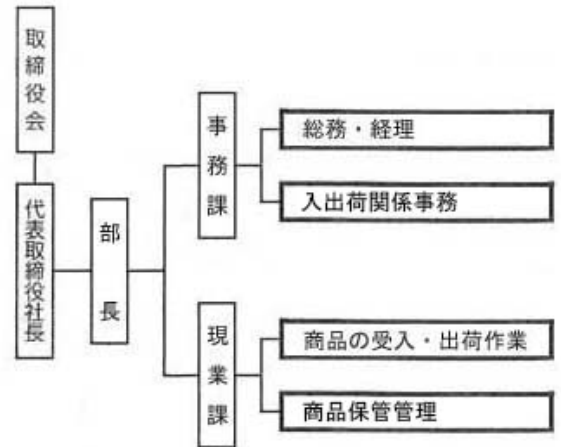 取締役会
代表取締役社長
部長
事務課
総務・経理
入出荷関係事務
現業課
商品の受入・出荷作業
商品保管管理